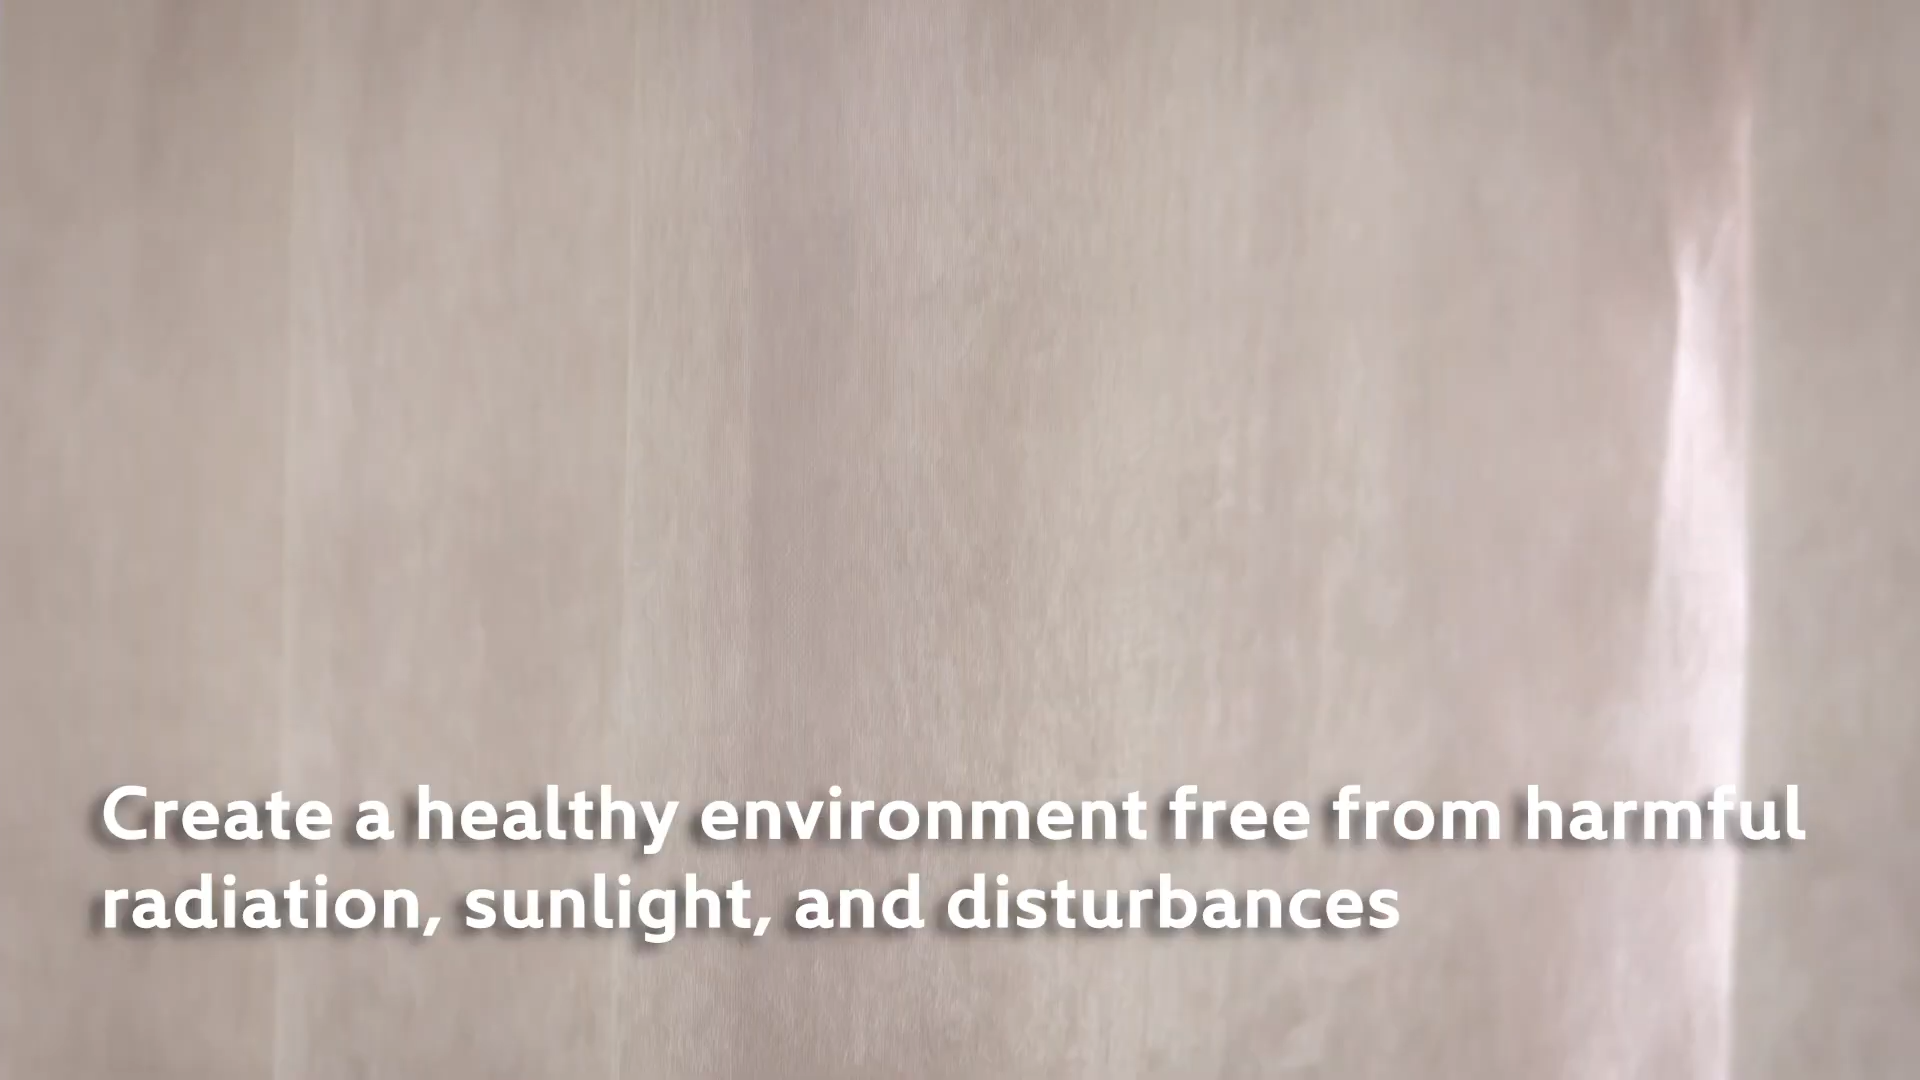 Create a healthy environment free from harmful
radiation, sunlight, and disturbances